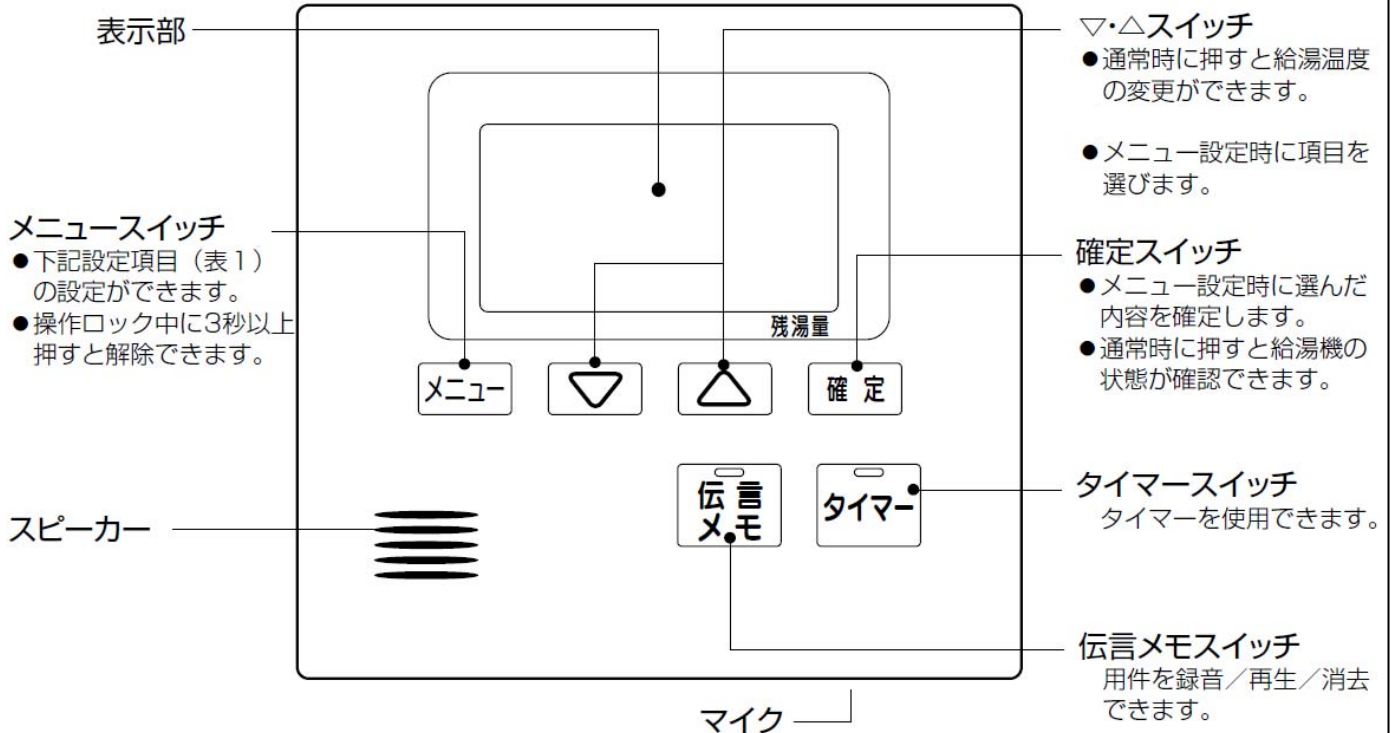 表示部
▽・△スイッチ
●通常時に押すと給湯温度
の変更ができます。
●メニュー設定時に項目を
選びます。
メニュースイッチ
●下記設定項目（表1）
の設定ができます。
●操作ロック中に3秒以上
押すと解除できます。
確定スイッチ
●メニュー設定時に選んだ
内容を確定します。
●通常時に押すと給湯機の
状態が確認できます。
残湯量
メニュー
▽
△
確定
伝言
メモ
タイマー
タイマースイッチ
タイマーを使用できます。
スピーカー
伝言メモスイッチ
用件を録音／再生／消去
できます。
マイク